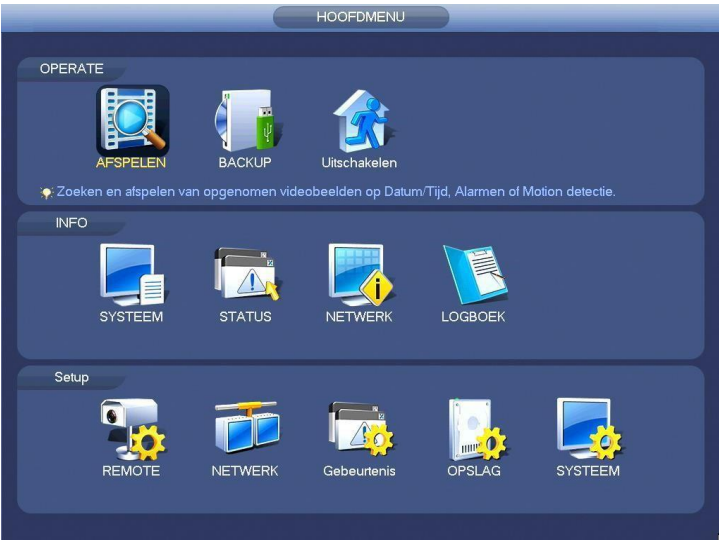 HOOFDMENU
OPERATE
AFSPELEN BACKUP Uitschakelen
Zoeken en afspelen van opgenomen videobeelden op Datum/Tijd, Alarmen of Motion detectie.
INFO
SYSTEEM STATUS NETWERK LOGBOEK
Setup
REMOTE NETWERK Gebeurtenis OPSLAG SYSTEEM